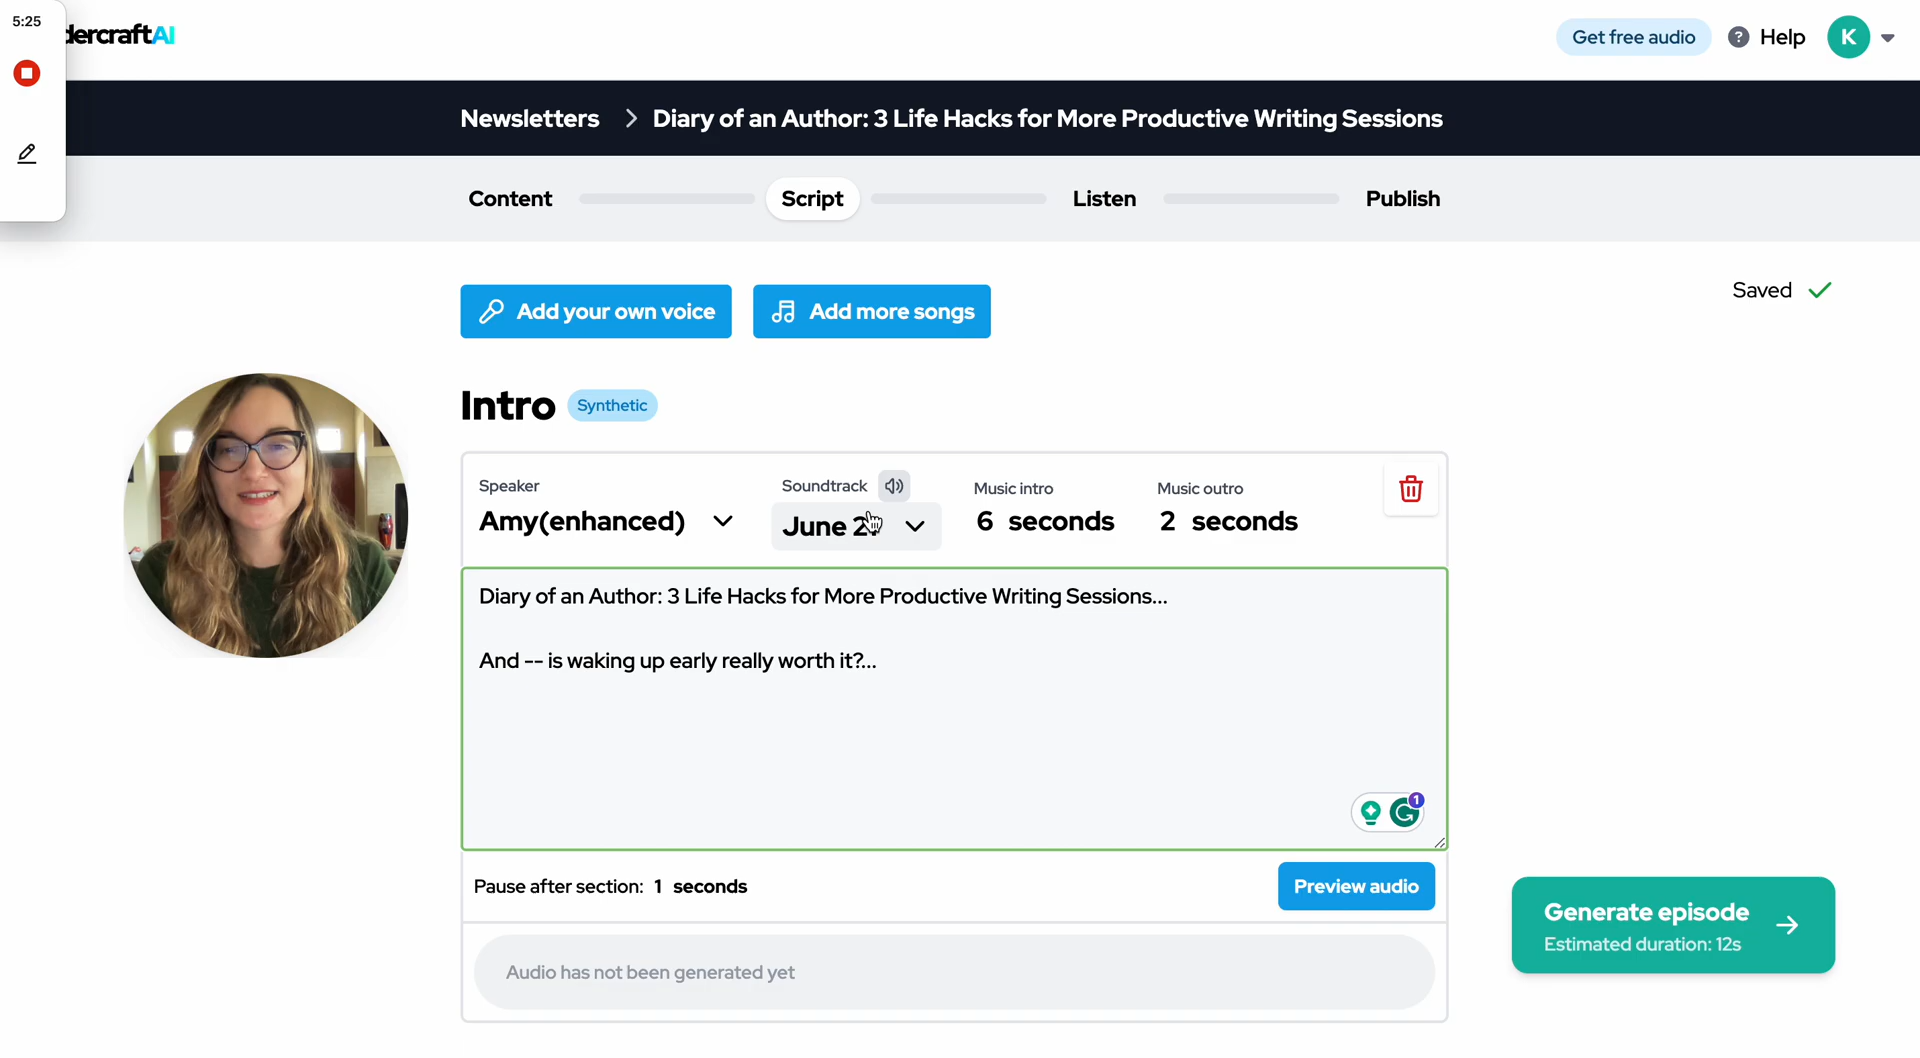 5:25
dercraftAI
Get free audio
? Help
K
Newsletters > Diary of an Author: 3 Life Hacks for More Productive Writing Sessions
Content
Script
Listen
Publish
Add your own voice
Add more songs
Saved
Intro
Synthetic
Speaker
Soundtrack
Music intro
Music outro
Amy(enhanced)
June
6 seconds
2 seconds
Diary of an Author: 3 Life Hacks for More Productive Writing Sessions...
And -- is waking up early really worth it?...
1
Pause after section: 1 seconds
Preview audio
Generate episode
Estimated duration: 12s
Audio has not been generated yet